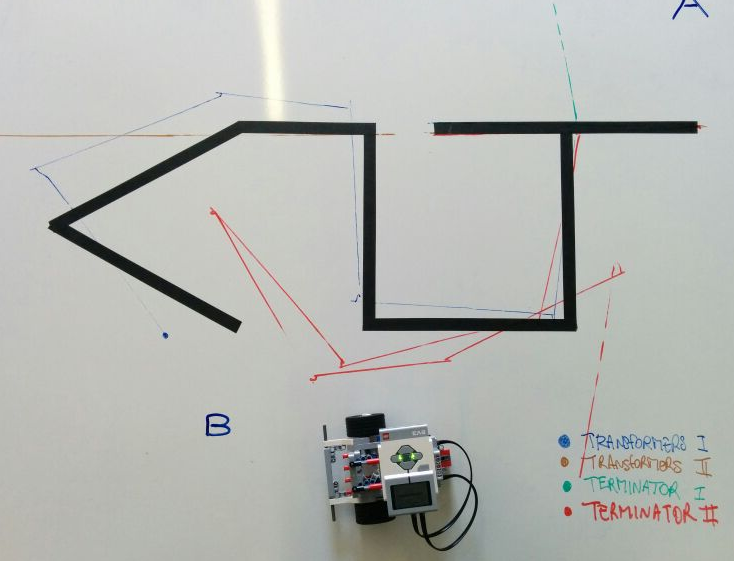 A
B
EV3
TRANSFORMERS I
TRANSFORMERS II
TERMINATOR I
TERMINATOR II